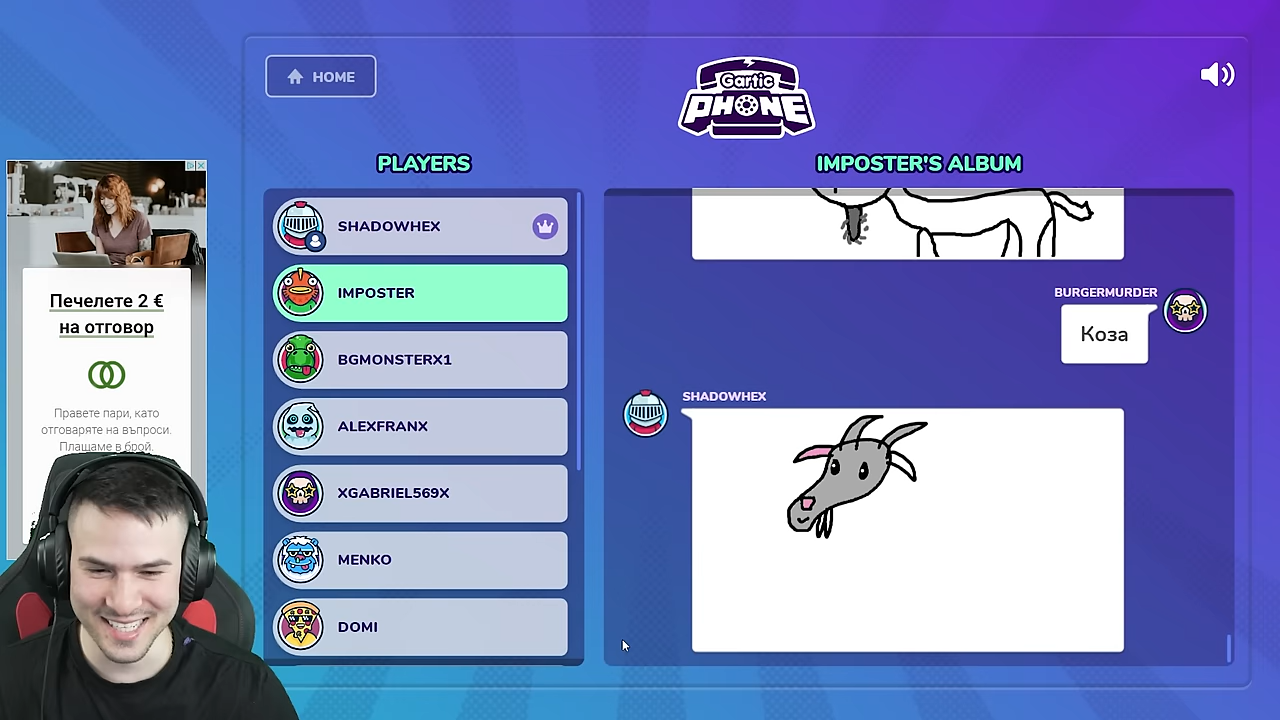 HOME
Gartic
PHONE
PLAYERS
IMPOSTER'S ALBUM
SHADOWHEX
IMPOSTER
BGMONSTERX1
ALEXFRANX
XGABRIEL569X
MENKO
DOMI
BURGERMURDER
Коза
SHADOWHEX
Печелете 2 €
на отговор
Правете пари, като
отговаряте на въпроси.
Плащаме в брой.